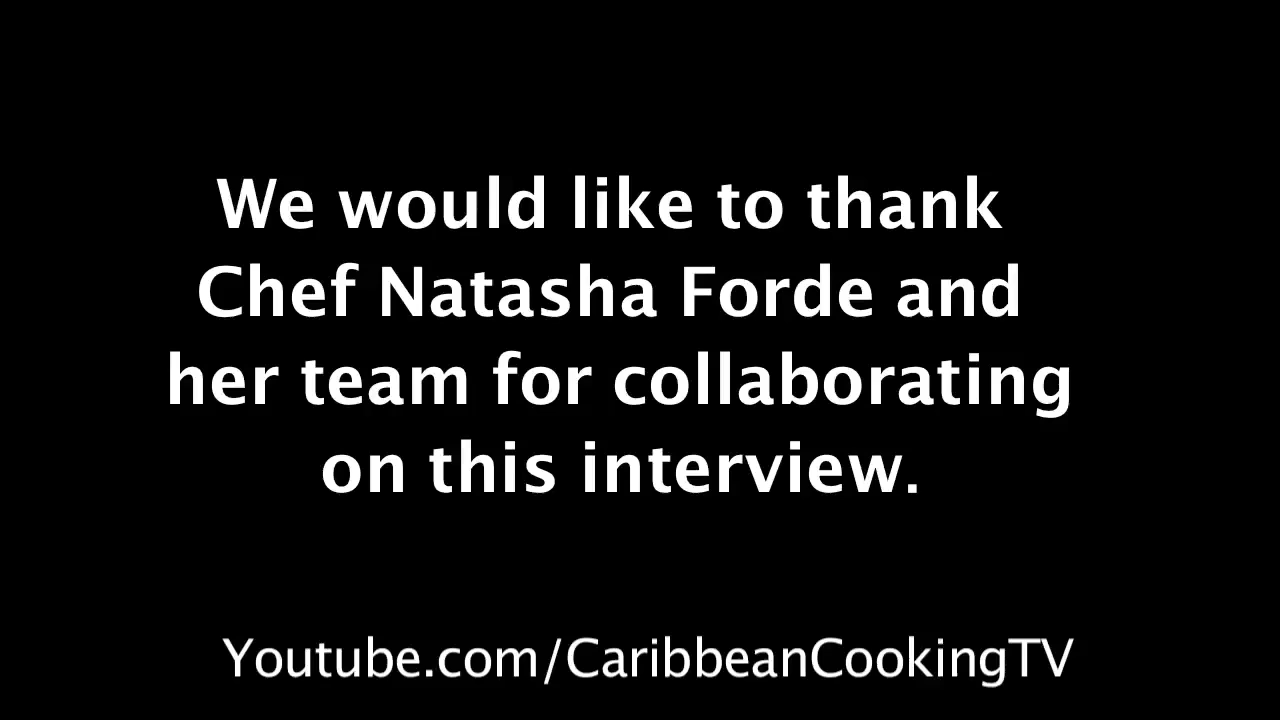 We would like to thank
Chef Natasha Forde and
her team for collaborating
on this interview.
Youtube.com/CaribbeanCookingTV